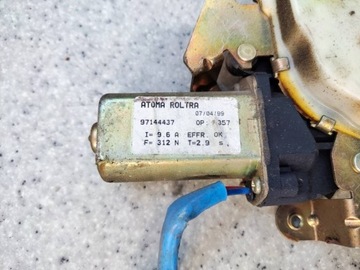 ATOMA ROLTRA
07/04/99
97144437 OP: 357
I= 9.6 A EFFR. OK
F= 312 N T=2.9 s.